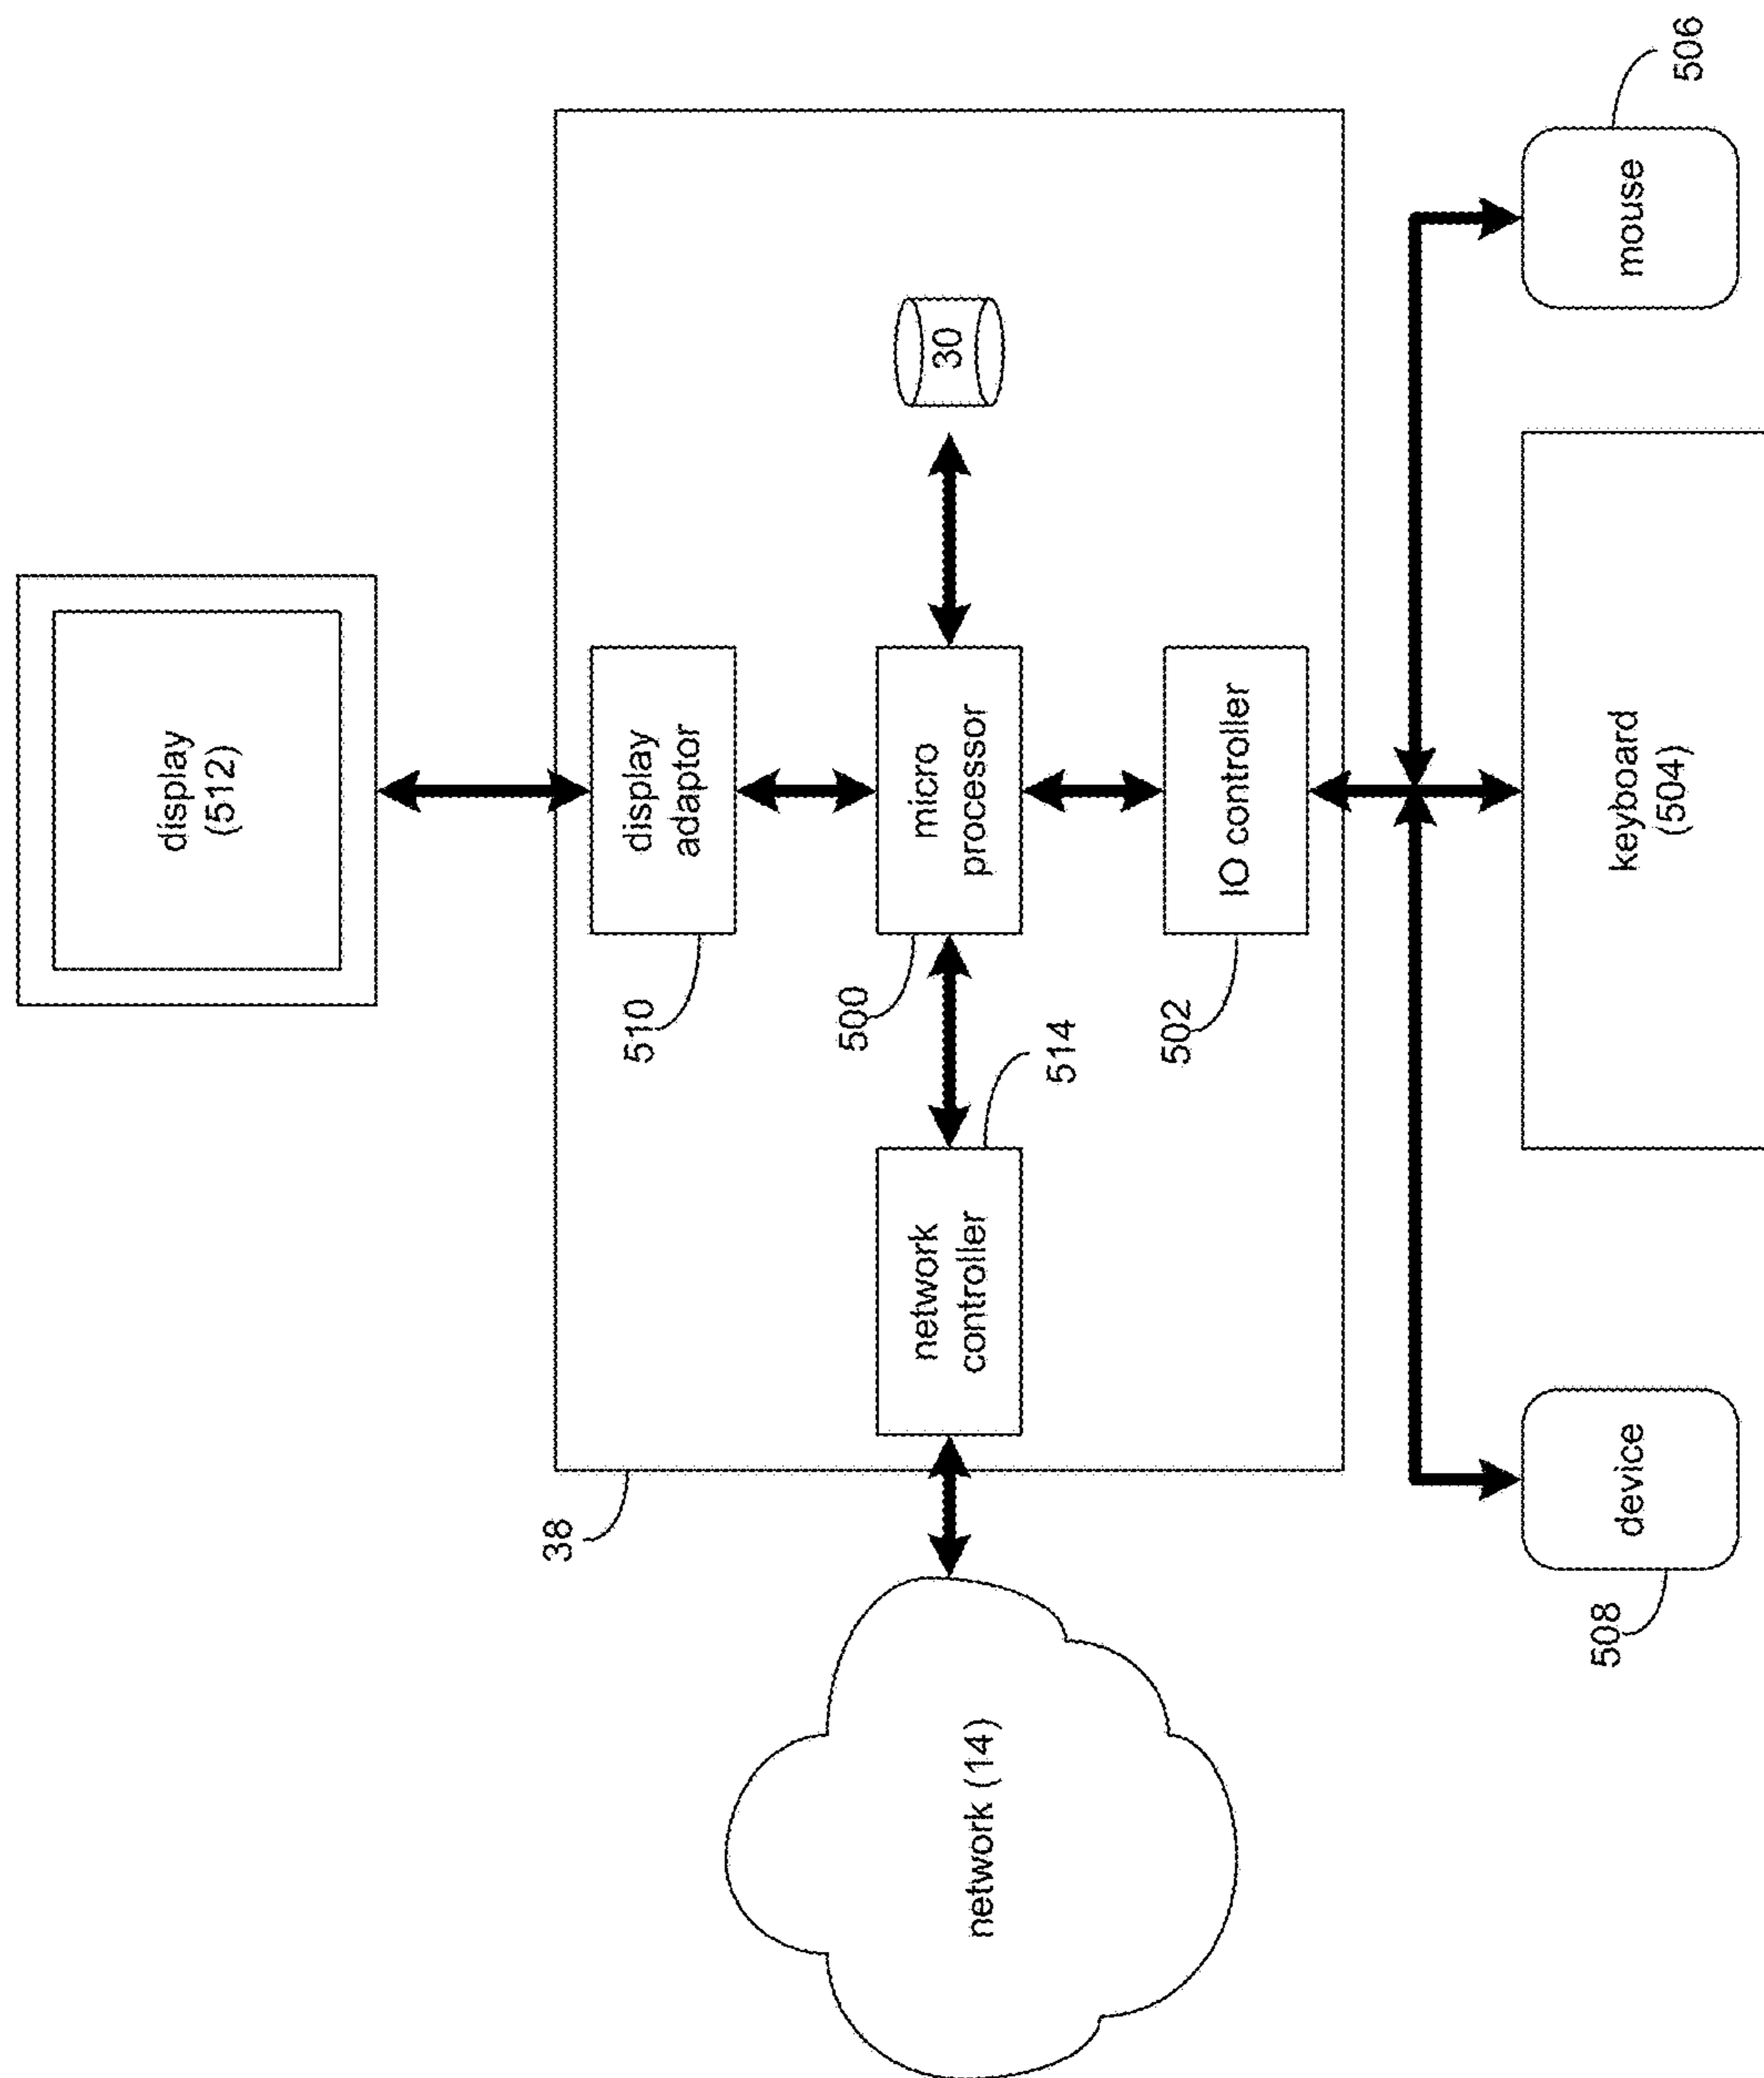 display
(512)
38
510
display
adaptor
500
network (14)
network
controller
micro
processor
30
514
502
IO controller
508
device
keyboard
(504)
mouse
506